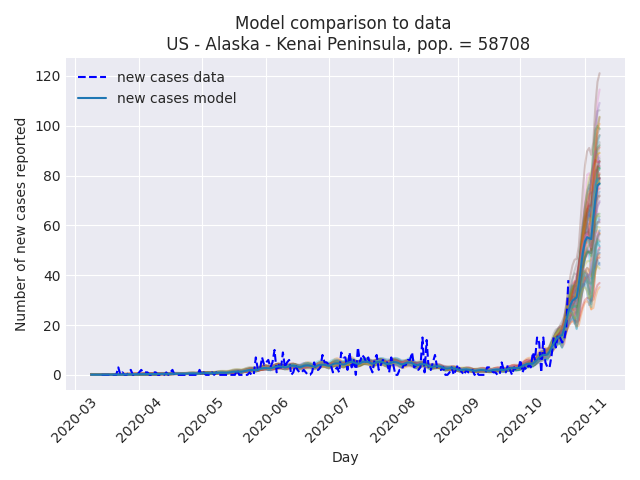 Model comparison to data
US - Alaska - Kenai Peninsula, pop. = 58708
new cases data
new cases model
Number of new cases reported
120
100
80
60
40
20
0
2020-03
2020-04
2020-05
2020-06
2020-07
2020-08
2020-09
2020-10
2020-11
Day